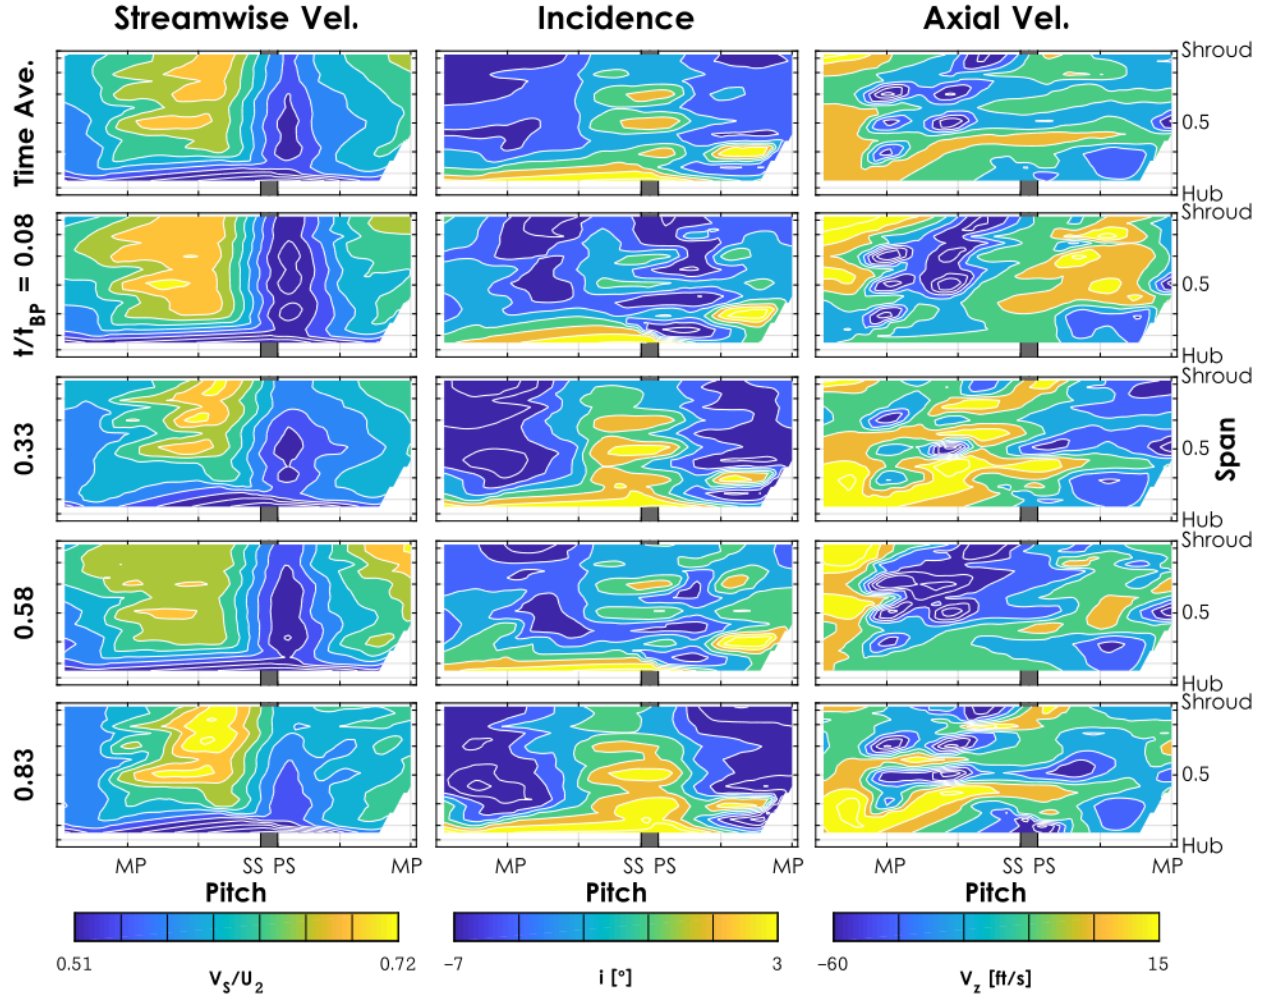 Streamwise Vel. Incidence Axial Vel.
Time Ave.
Shroud
0.5
Hub
t/t_BP = 0.08
Shroud
0.5
Hub
0.33
Shroud
0.5
Span
Hub
0.58
Shroud
0.5
Hub
0.83
Shroud
0.5
Hub
MP SS PS MP MP SS PS MP MP SS PS MP
Pitch Pitch Pitch
0.51 0.72 -7 3 -60 15
V_S/U_2 i [°] V_z [ft/s]